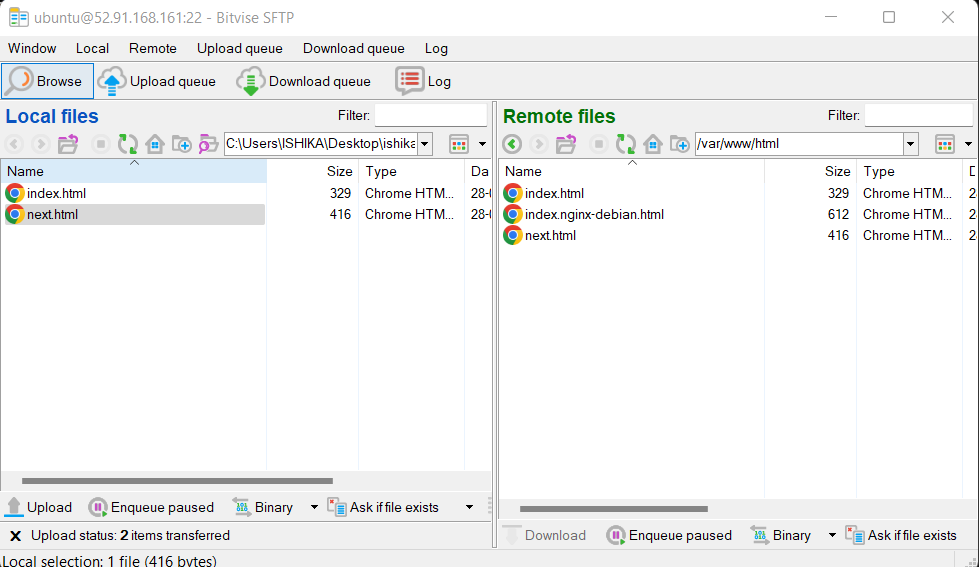 ubuntu@52.91.168.161:22 - Bitvise SFTP
Window Local Remote Upload queue Download queue Log
Browse Upload queue Download queue Log
Local files Filter:
C:\Users\ISHIKA\Desktop\ishika
Name Size Type Da
index.html 329 Chrome HTM... 28-0
next.html 416 Chrome HTM... 28-0
Upload Enqueue paused Binary Ask if file exists
Upload status: 2 items transferred
Remote files Filter:
/var/www/html
Name Size Type D
index.html 329 Chrome HTM... 2
index.nginx-debian.html 612 Chrome HTM... 2
next.html 416 Chrome HTM... 2
Download Enqueue paused Binary Ask if file exists
Local selection: 1 file (416 bytes)